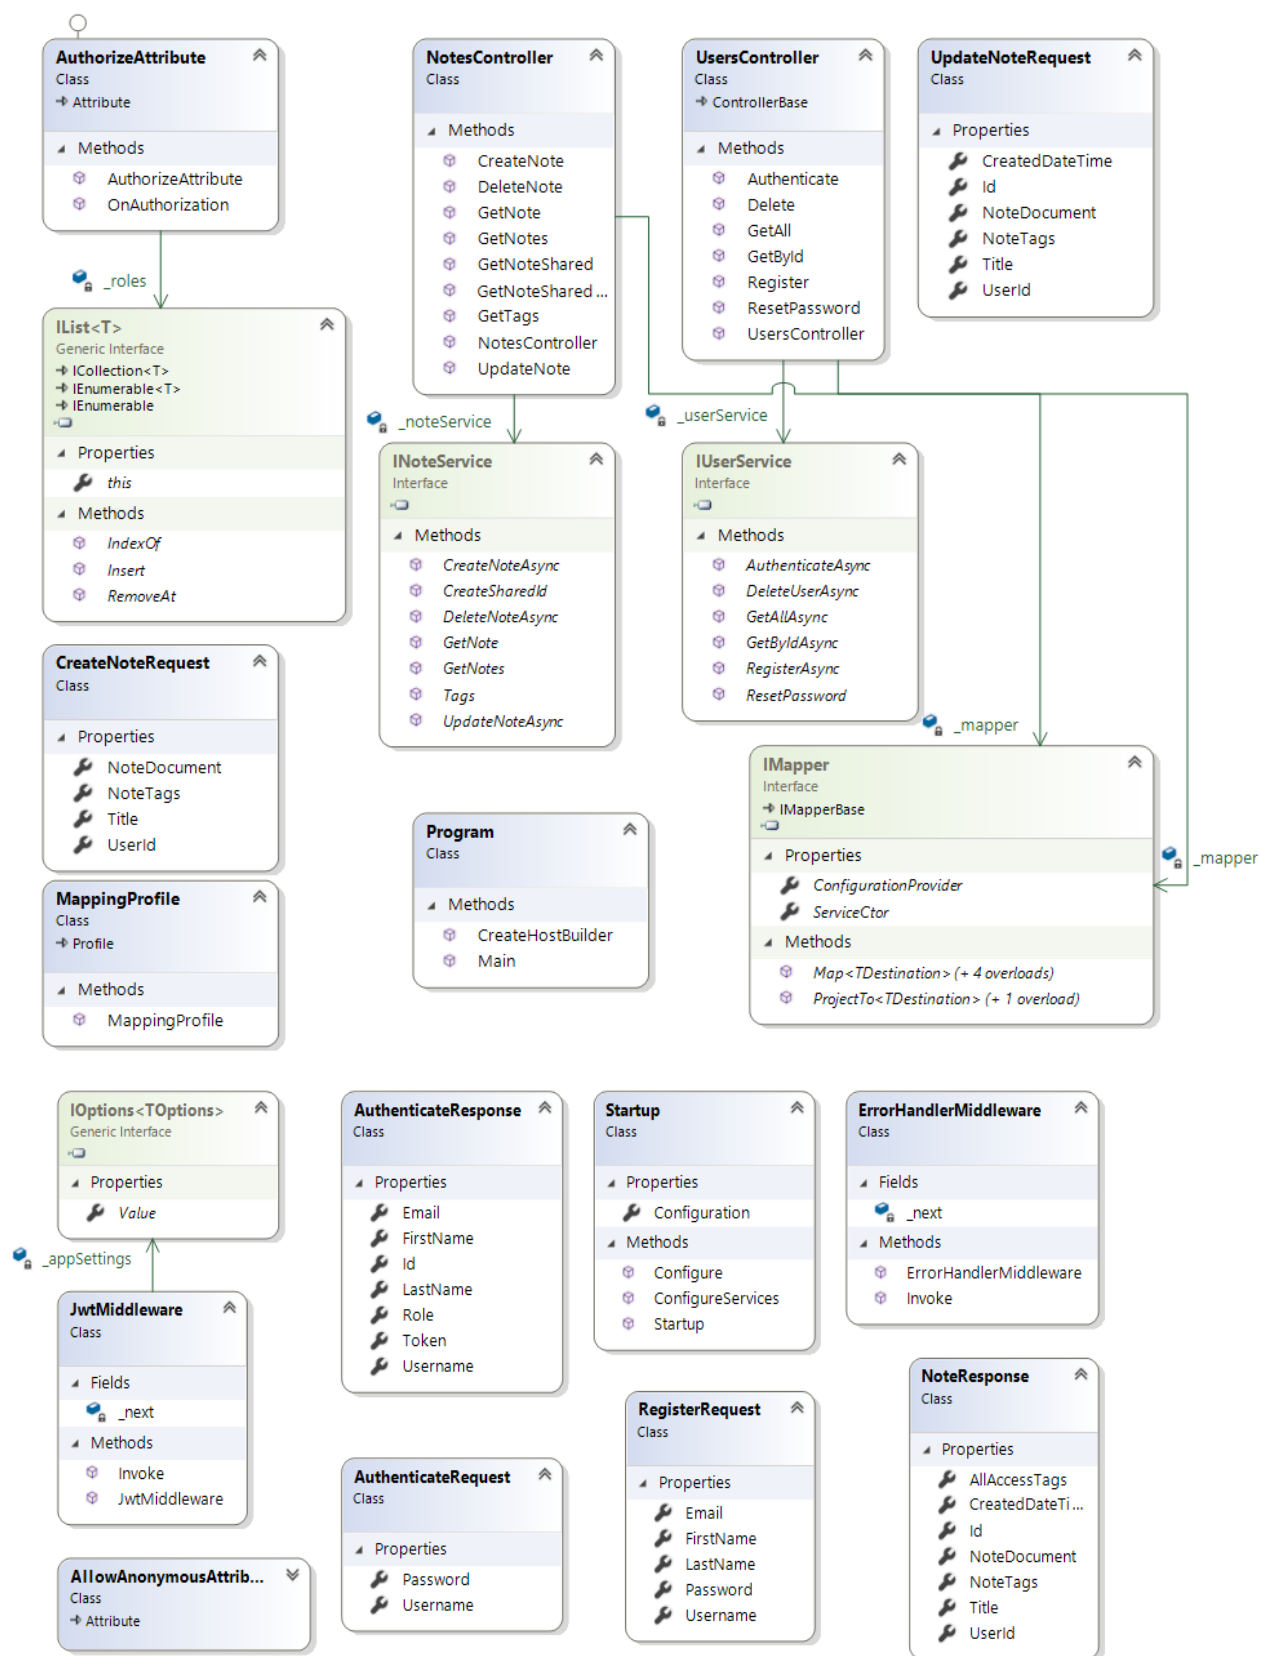 AuthorizeAttribute
Class
Attribute
Methods
AuthorizeAttribute
OnAuthorization
_roles
IList<T>
Generic Interface
ICollection<T>
IEnumerable<T>
IEnumerable
Properties
this
Methods
IndexOf
Insert
RemoveAt
CreateNoteRequest
Class
Properties
NoteDocument
NoteTags
Title
UserId
MappingProfile
Class
Profile
Methods
MappingProfile
NotesController
Class
Methods
CreateNote
DeleteNote
GetNote
GetNotes
GetNoteShared
GetNoteShared ...
GetTags
NotesController
UpdateNote
_noteService
INoteService
Interface
Methods
CreateNoteAsync
CreateSharedId
DeleteNoteAsync
GetNote
GetNotes
Tags
UpdateNoteAsync
Program
Class
Methods
CreateHostBuilder
Main
UsersController
Class
ControllerBase
Methods
Authenticate
Delete
GetAll
GetById
Register
ResetPassword
UsersController
_userService
IUserService
Interface
Methods
AuthenticateAsync
DeleteUserAsync
GetAllAsync
GetByIdAsync
RegisterAsync
ResetPassword
UpdateNoteRequest
Class
Properties
CreatedDateTime
Id
NoteDocument
NoteTags
Title
UserId
_mapper
IMapper
Interface
IMapperBase
Properties
ConfigurationProvider
ServiceCtor
Methods
Map<TDestination> (+ 4 overloads)
ProjectTo<TDestination> (+ 1 overload)
_mapper
IOptions<TOptions>
Generic Interface
Properties
Value
_appSettings
JwtMiddleware
Class
Fields
_next
Methods
Invoke
JwtMiddleware
AllowAnonymousAttrib...
Class
Attribute
AuthenticateResponse
Class
Properties
Email
FirstName
Id
LastName
Role
Token
Username
AuthenticateRequest
Class
Properties
Password
Username
Startup
Class
Properties
Configuration
Methods
Configure
ConfigureServices
Startup
RegisterRequest
Class
Properties
Email
FirstName
LastName
Password
Username
ErrorHandlerMiddleware
Class
Fields
_next
Methods
ErrorHandlerMiddleware
Invoke
NoteResponse
Class
Properties
AllAccessTags
CreatedDateTi...
Id
NoteDocument
NoteTags
Title
UserId